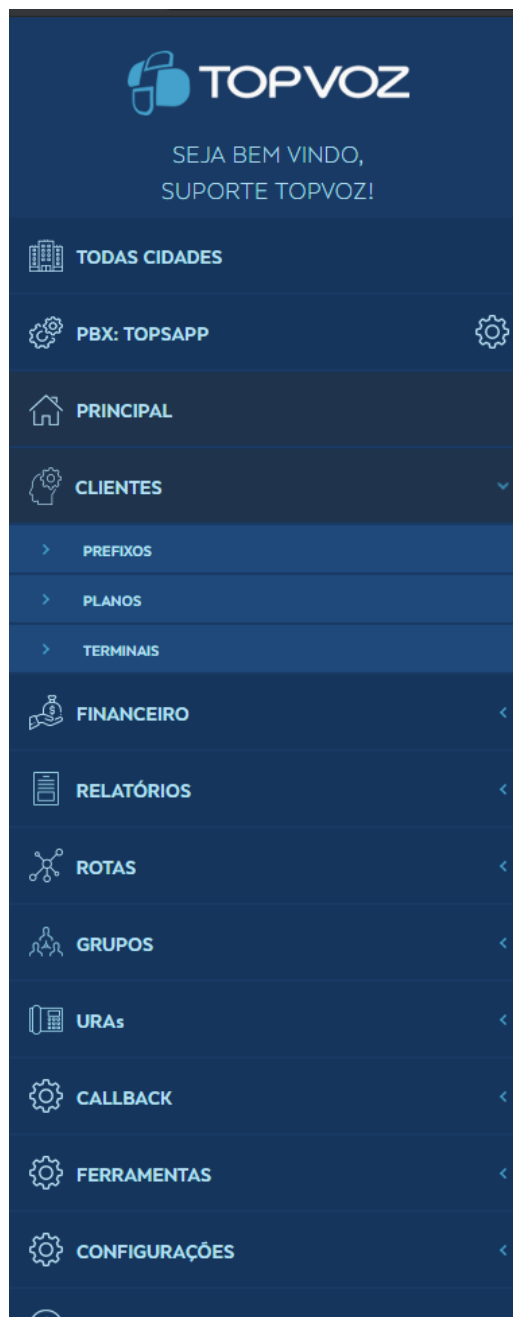 TOPVOZ
SEJA BEM VINDO,
SUPORTE TOPVOZ!
TODAS CIDADES
PBX: TOPSAPP
PRINCIPAL
CLIENTES
PREFIXOS
PLANOS
TERMINAIS
FINANCEIRO
RELATÓRIOS
ROTAS
GRUPOS
URAs
CALLBACK
FERRAMENTAS
CONFIGURAÇÕES